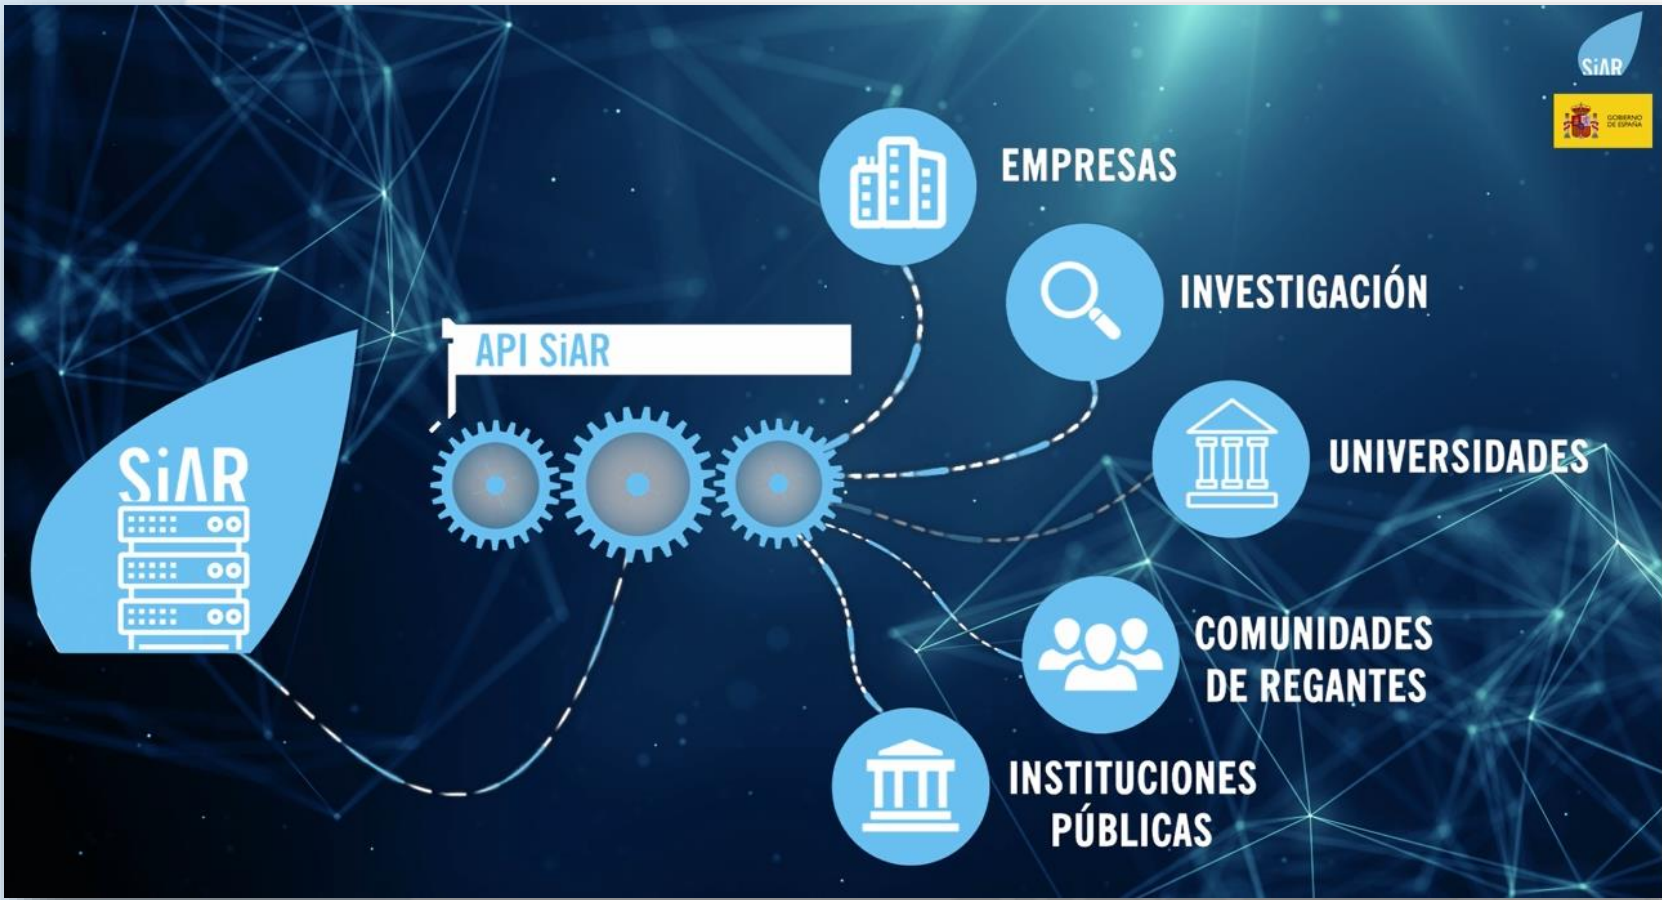 SiAR
GOBIERNO
DE ESPAÑA
EMPRESAS
INVESTIGACIÓN
API SiAR
UNIVERSIDADES
SiAR
COMUNIDADES
DE REGANTES
INSTITUCIONES
PÚBLICAS